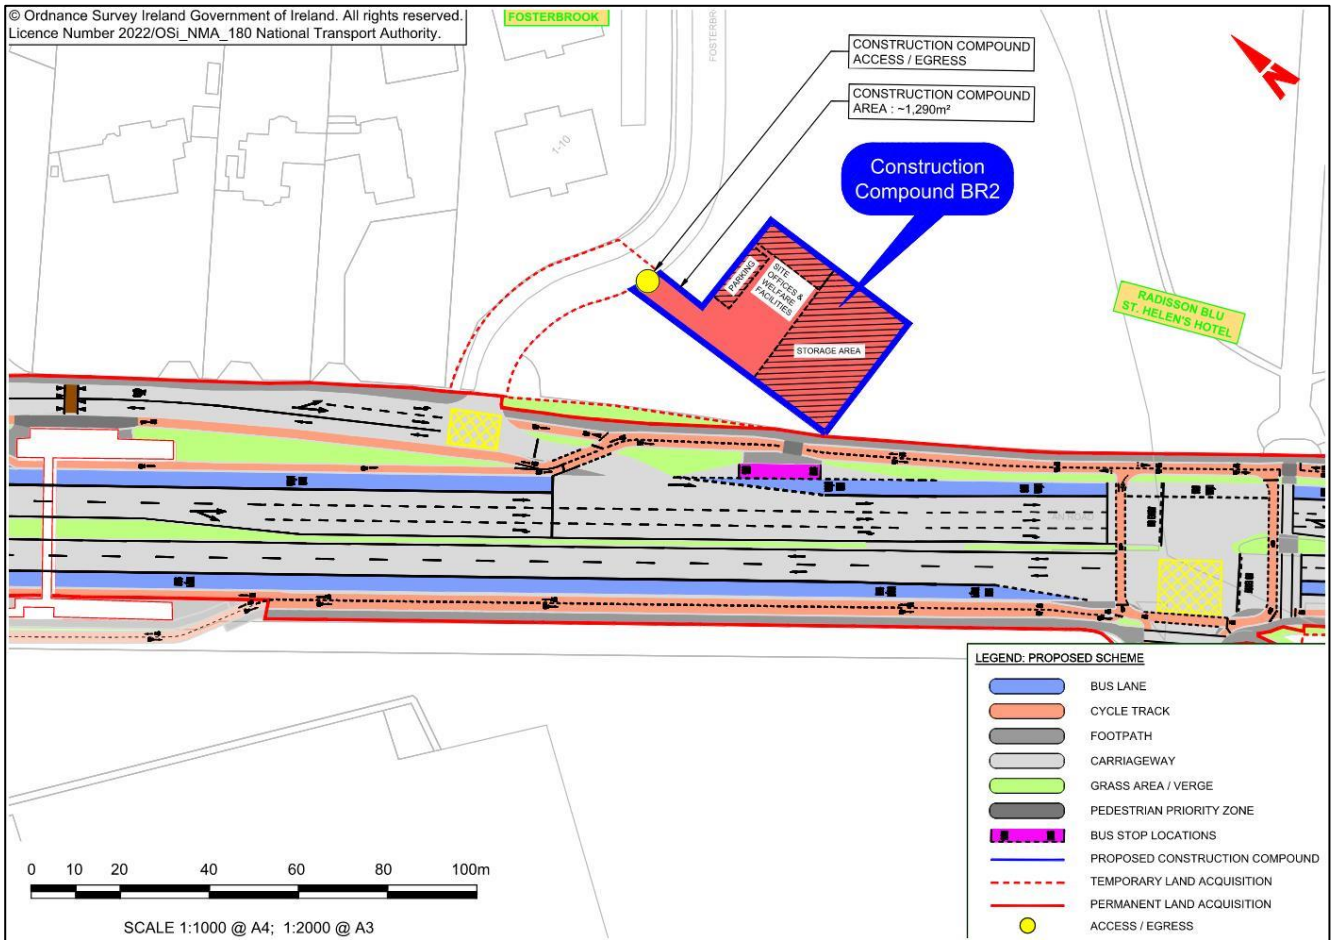 © Ordnance Survey Ireland Government of Ireland. All rights reserved.
Licence Number 2022/OSi_NMA_180 National Transport Authority.
FOSTERBROOK
FOSTERBR
CONSTRUCTION COMPOUND
ACCESS / EGRESS
CONSTRUCTION COMPOUND
AREA : ~1,290m²
N
1-10
Construction
Compound BR2
PARKING
SITE
OFFICES &
WELFARE
FACILITIES
STORAGE AREA
RADISSON BLU
ST. HELEN'S HOTEL
LEGEND: PROPOSED SCHEME
BUS LANE
CYCLE TRACK
FOOTPATH
CARRIAGEWAY
GRASS AREA / VERGE
PEDESTRIAN PRIORITY ZONE
BUS STOP LOCATIONS
PROPOSED CONSTRUCTION COMPOUND
TEMPORARY LAND ACQUISITION
PERMANENT LAND ACQUISITION
ACCESS / EGRESS
0 10 20 40 60 80 100m
SCALE 1:1000 @ A4; 1:2000 @ A3